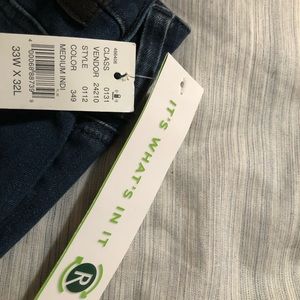 CLASS 0131
VENDOR 24210
STYLE 0112
COLOR 349
MEDIUM INDI
33W X 32L
IT'S WHAT'S IN IT
R